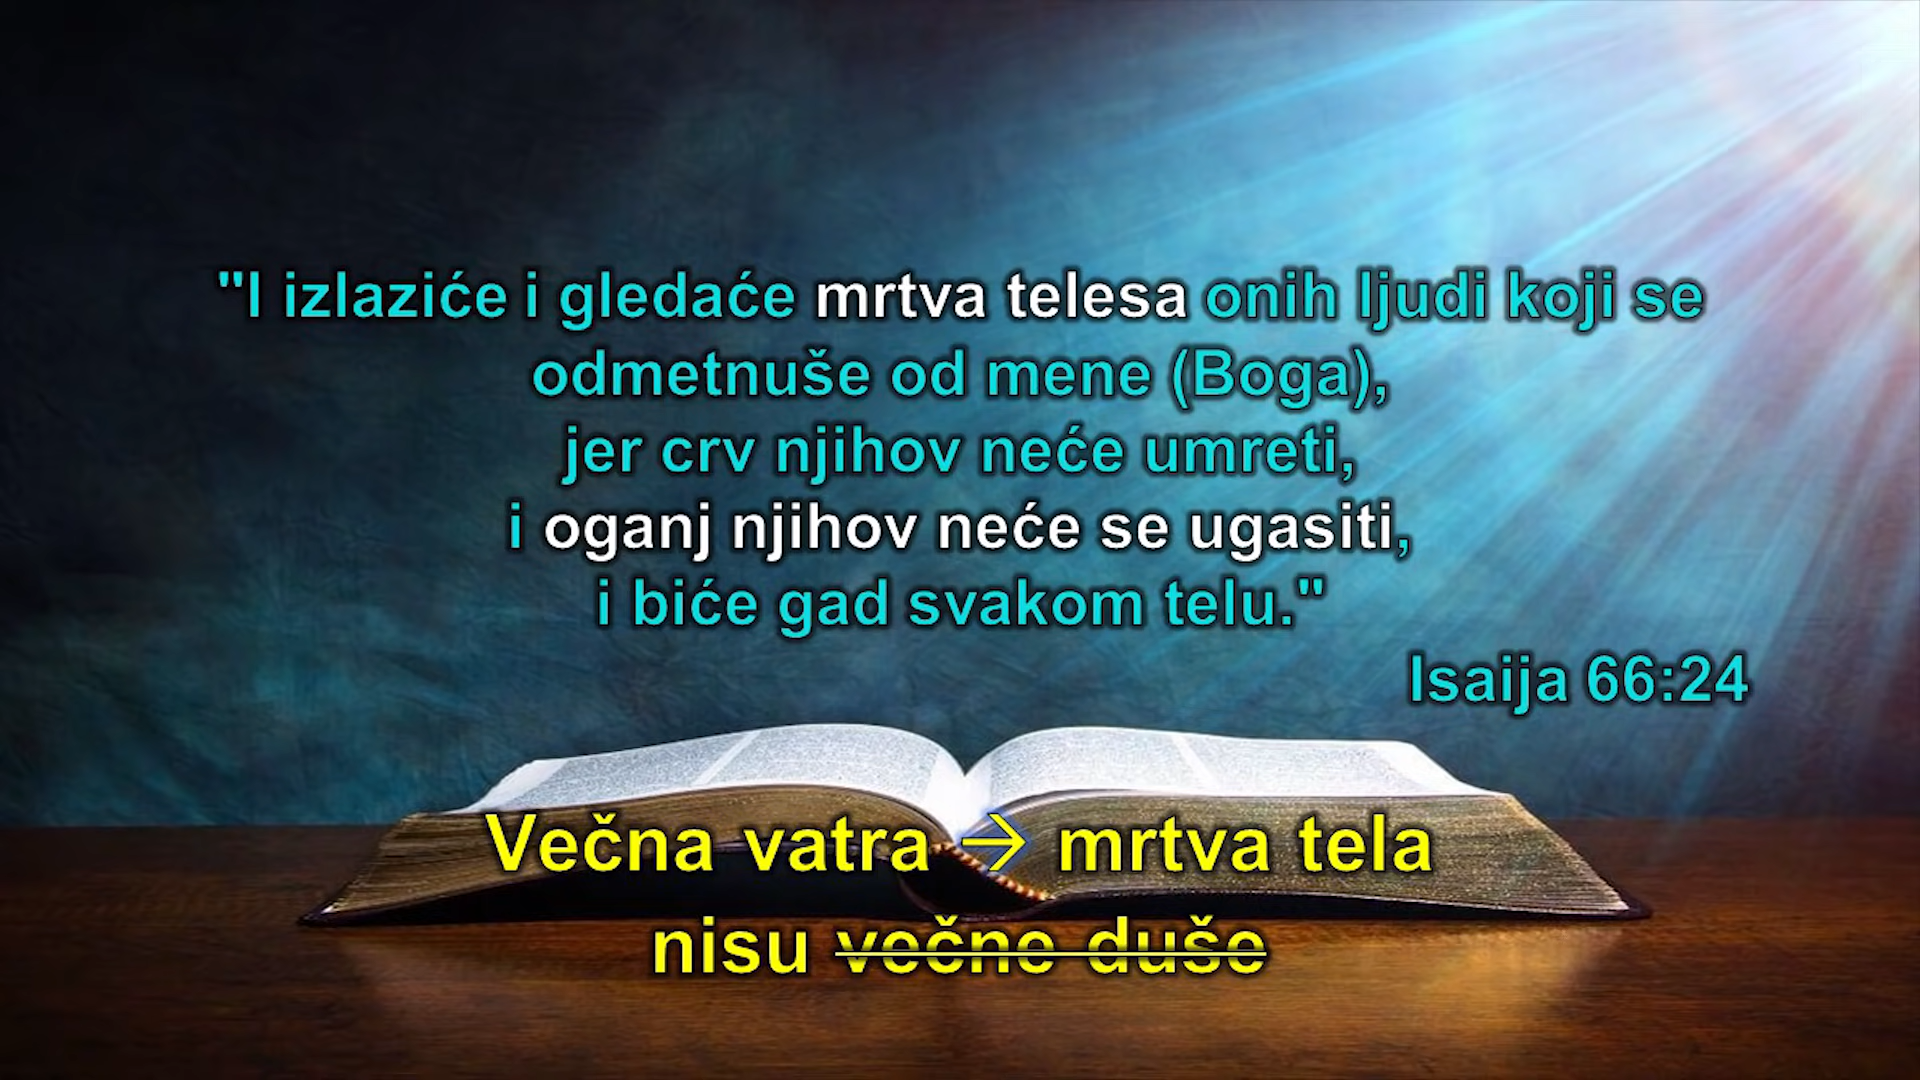 "I izlaziće i gledaće mrtva telesa onih ljudi koji se
odmetnuše od mene (Boga),
jer crv njihov neće umreti,
i oganj njihov neće se ugasiti,
i biće gad svakom telu."
Isaija 66:24
Večna vatra → mrtva tela
nisu večne duše